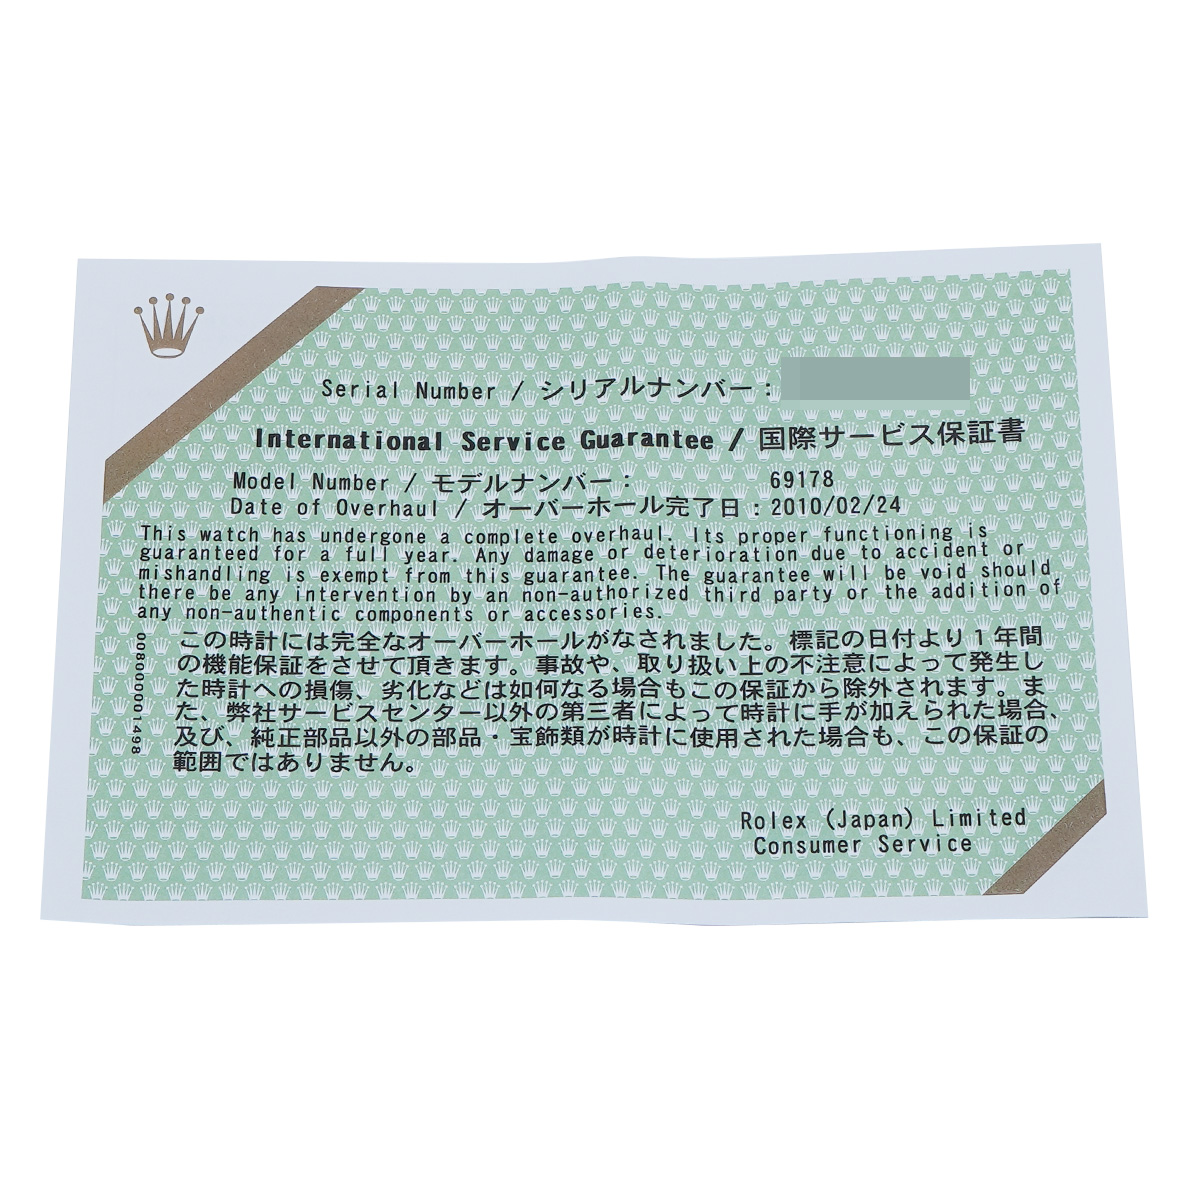 Serial Number / シリアルナンバー :
International Service Guarantee / 国際サービス保証書
Model Number / モデルナンバー : 69178
Date of Overhaul / オーバーホール完了日 : 2010/02/24
This watch has undergone a complete overhaul. Its proper functioning is
guaranteed for a full year. Any damage or deterioration due to accident or
mishandling is exempt from this guarantee. The guarantee will be void should
there be any intervention by an non-authorized third party or the addition of
any non-authentic components or accessories.
この時計には完全なオーバーホールがなされました。標記の日付より1年間
の機能保証をさせて頂きます。事故や、取り扱い上の不注意によって発生し
た時計への損傷、劣化などは如何なる場合もこの保証から除外されます。ま
た、弊社サービスセンター以外の第三者によって時計に手が加えられた場合、
及び、純正部品以外の部品・宝飾類が時計に使用された場合も、この保証の
範囲ではありません。
0080000001498
Rolex (Japan) Limited
Consumer Service